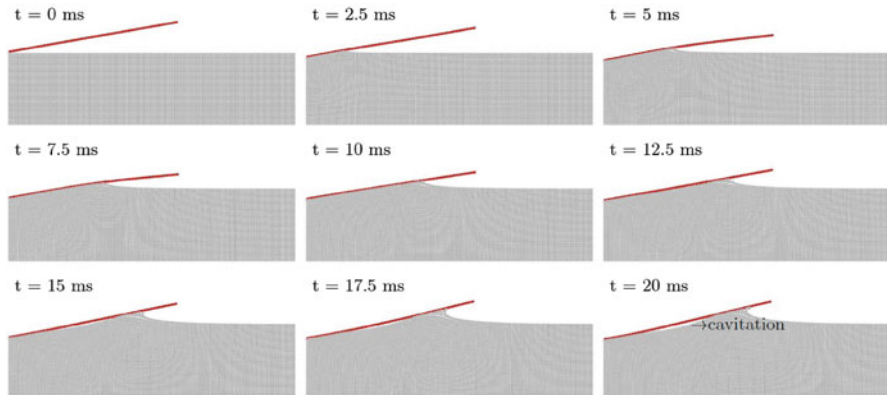 t = 0 ms
t = 2.5 ms
t = 5 ms
t = 7.5 ms
t = 10 ms
t = 12.5 ms
t = 15 ms
t = 17.5 ms
t = 20 ms
→cavitation